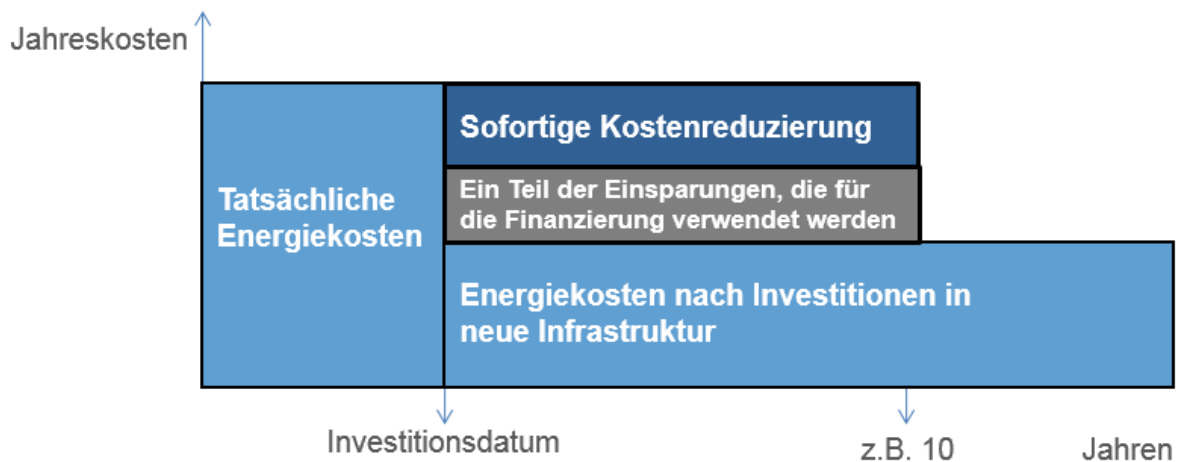 Jahreskosten
Sofortige Kostenreduzierung
Tatsächliche
Energiekosten
Ein Teil der Einsparungen, die für
die Finanzierung verwendet werden
Energiekosten nach Investitionen in
neue Infrastruktur
Investitionsdatum
z.B. 10
Jahren